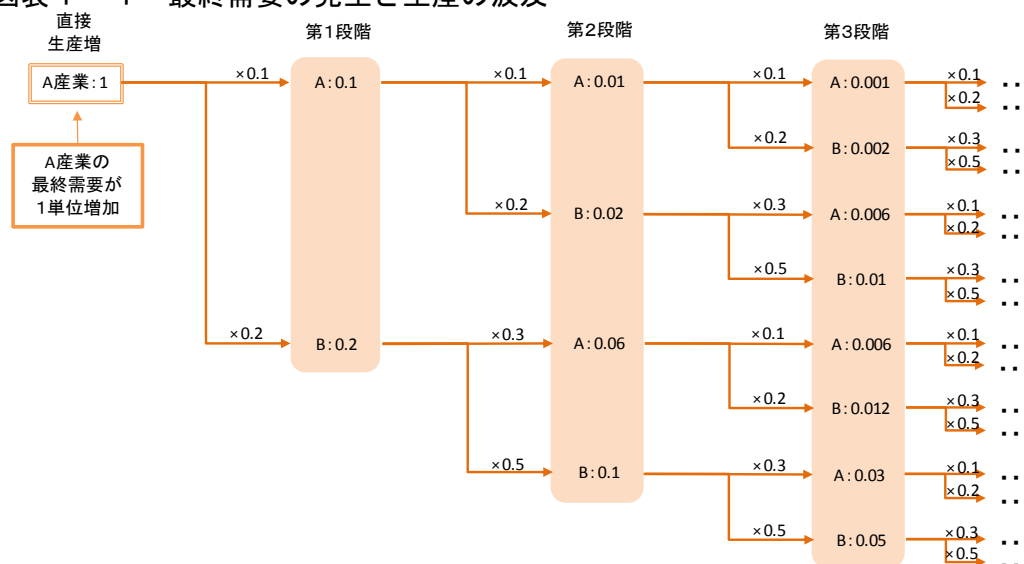 直接
生産増
第1段階
第2段階
第3段階
A産業:1
×0.1
A:0.1
×0.1
A:0.01
×0.1
A:0.001
×0.1
‥
×0.2
‥
×0.2
B:0.002
×0.3
‥
×0.5
‥
A産業の
最終需要が
1単位増加
×0.2
B:0.02
×0.3
A:0.006
×0.1
‥
×0.2
‥
×0.5
B:0.01
×0.3
‥
×0.5
‥
×0.2
B:0.2
×0.3
A:0.06
×0.1
A:0.006
×0.1
‥
×0.2
‥
×0.2
B:0.012
×0.3
‥
×0.5
‥
×0.5
B:0.1
×0.3
A:0.03
×0.1
‥
×0.2
‥
×0.5
B:0.05
×0.3
‥
×0.5
‥